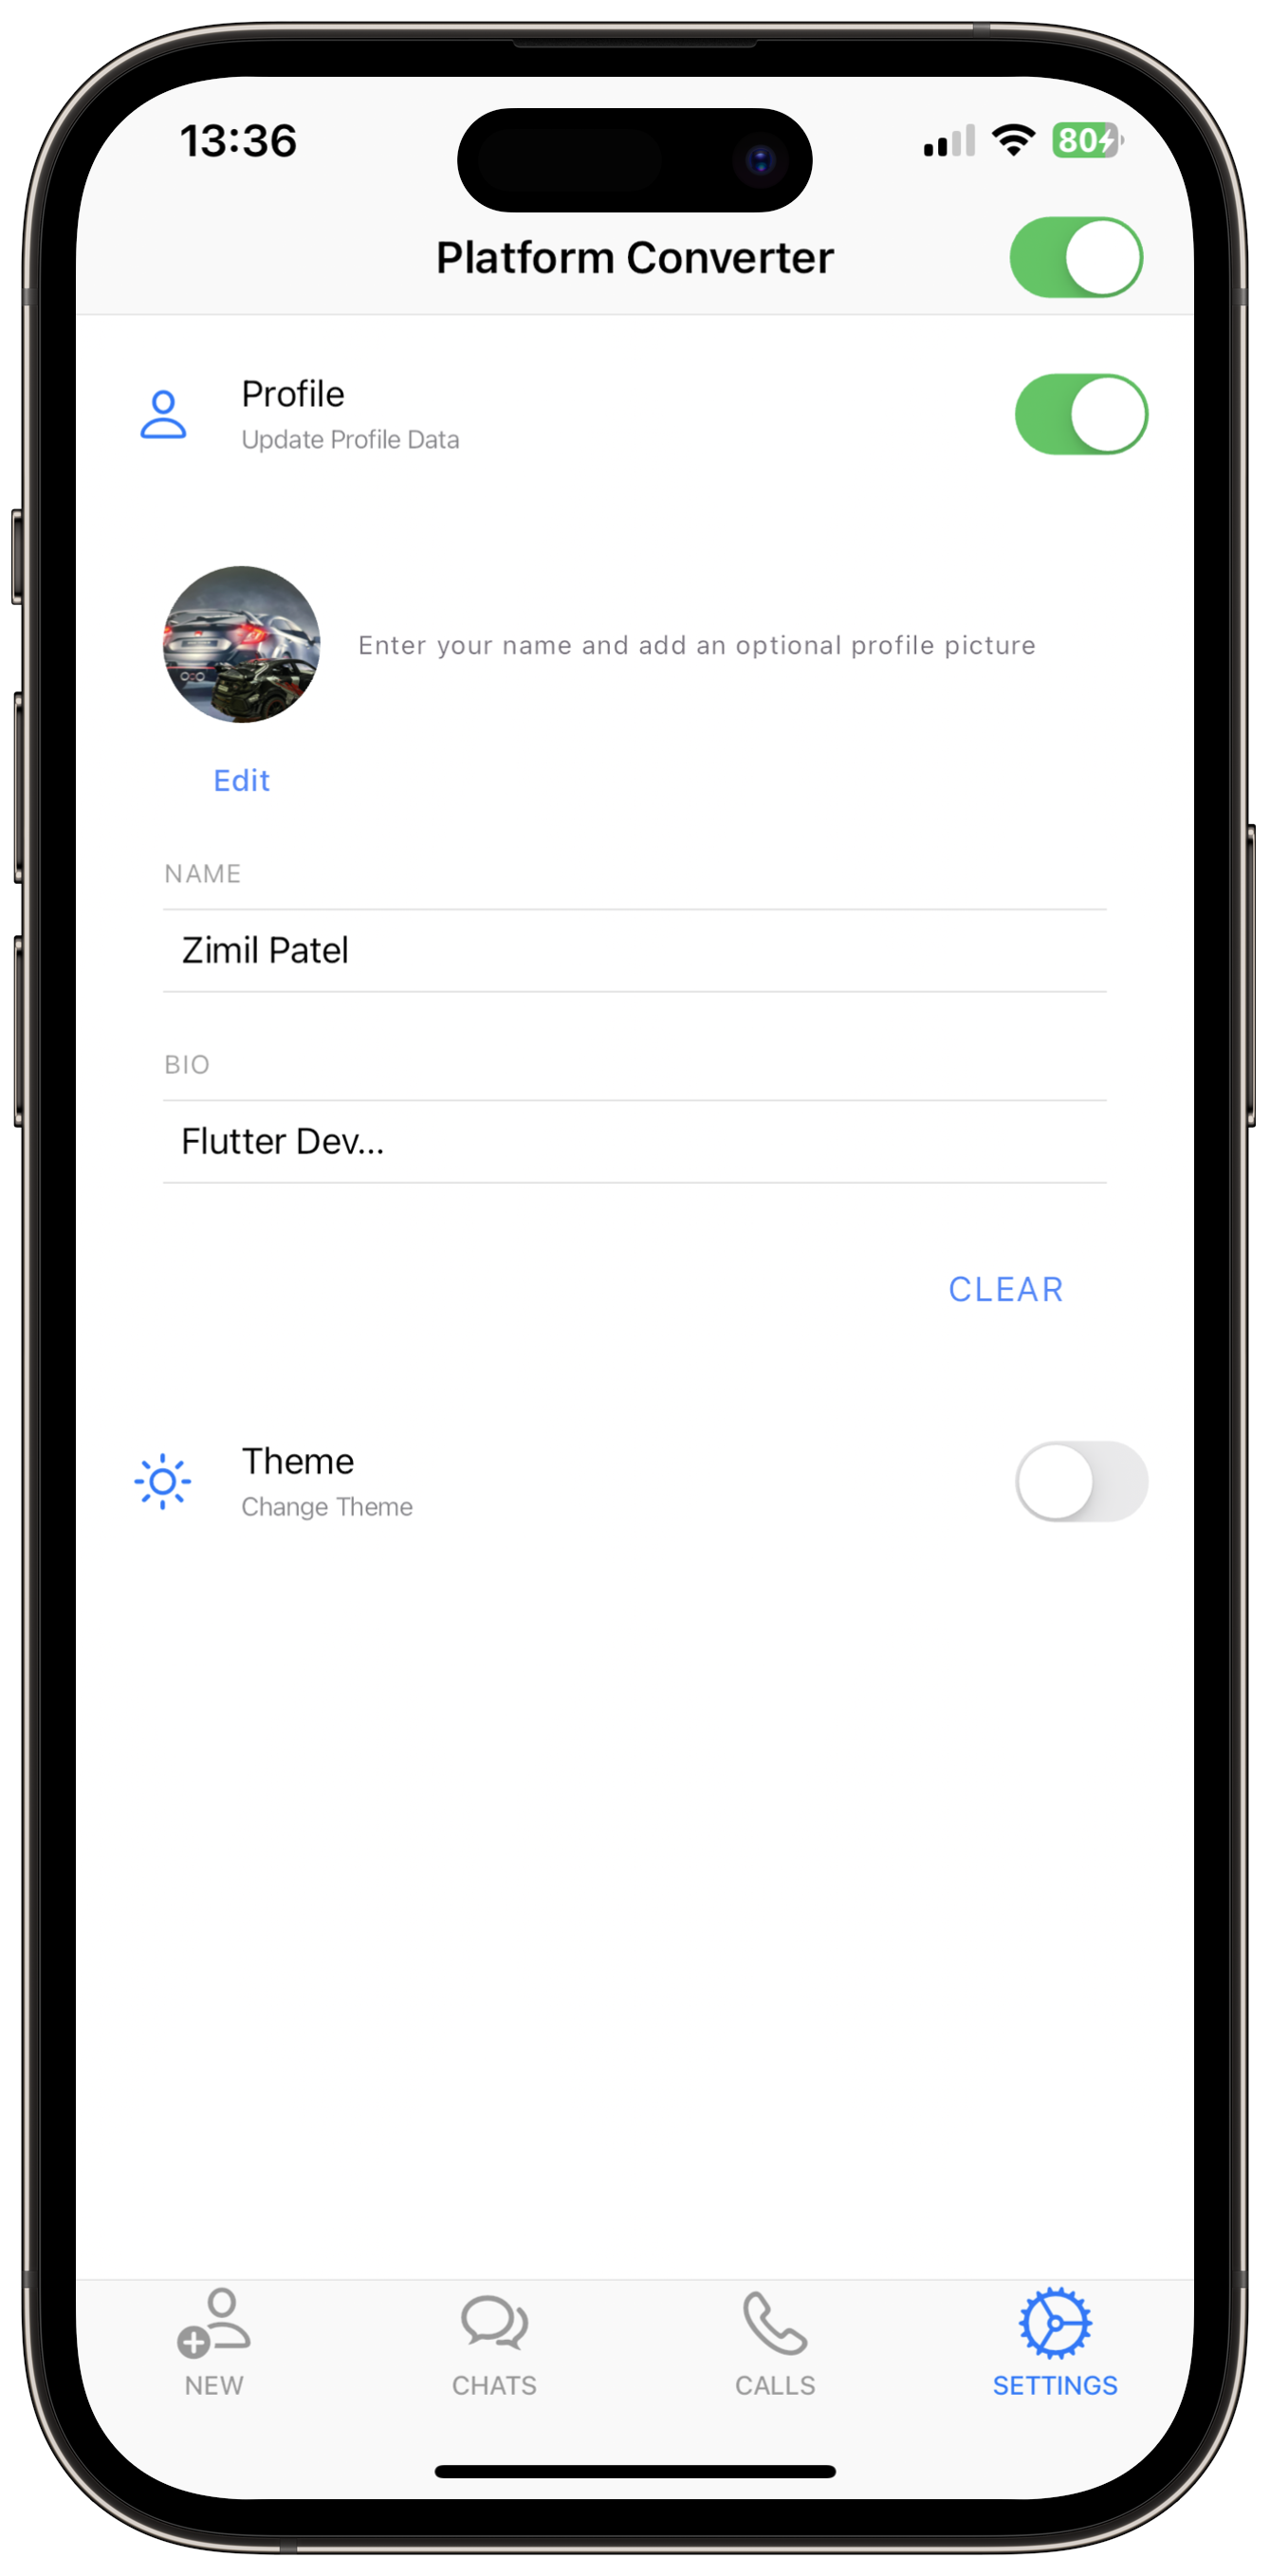 13:36
80
Platform Converter
Profile
Update Profile Data
Enter your name and add an optional profile picture
Edit
NAME
Zimil Patel
BIO
Flutter Dev...
CLEAR
Theme
Change Theme
NEW
CHATS
CALLS
SETTINGS